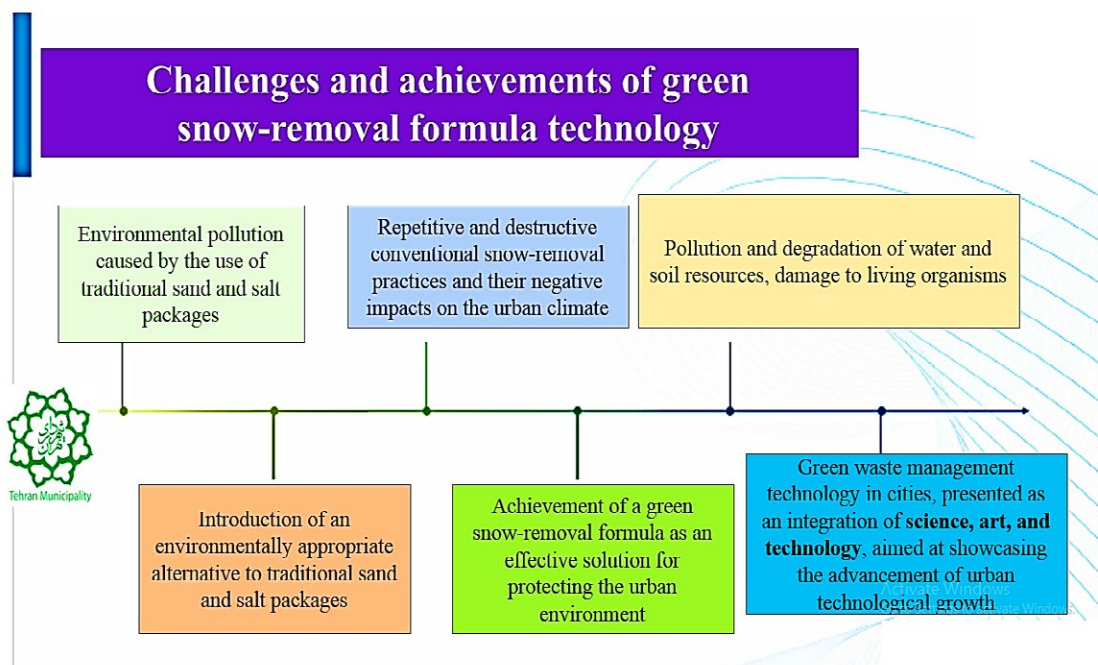 Challenges and achievements of green
snow-removal formula technology
Environmental pollution
caused by the use of
traditional sand and salt
packages
Repetitive and destructive
conventional snow-removal
practices and their negative
impacts on the urban climate
Pollution and degradation of water and
soil resources, damage to living organisms
Tehran Municipality
Introduction of an
environmentally appropriate
alternative to traditional sand
and salt packages
Achievement of a green
snow-removal formula as an
effective solution for
protecting the urban
environment
Green waste management
technology in cities, presented as
an integration of science, art, and
technology, aimed at showcasing
the advancement of urban
technological growth
Activate Windows